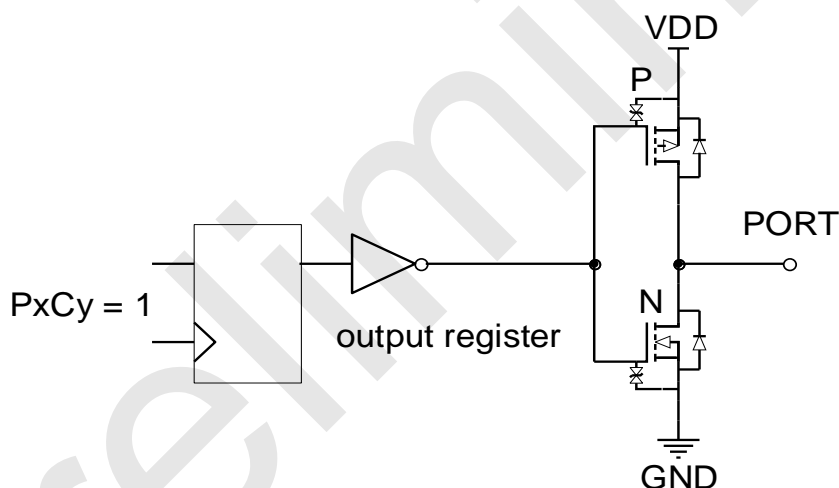 VDD
P
PORT
PxCy = 1
N
output register
GND